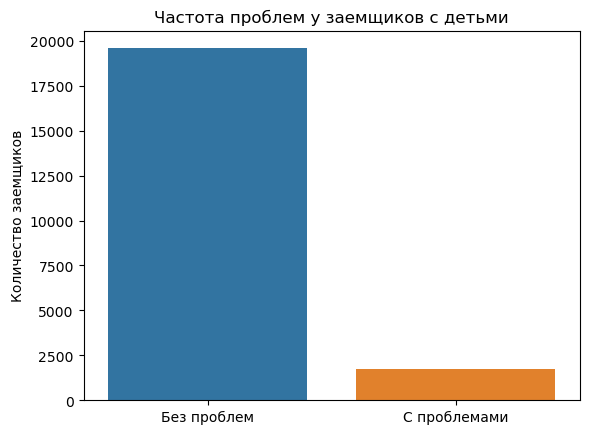 Частота проблем у заемщиков с детьми
Количество заемщиков
20000
17500
15000
12500
10000
7500
5000
2500
0
Без проблем
С проблемами